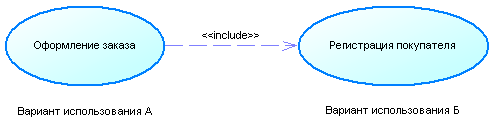 Оформление заказа
<<include>>
Регистрация покупателя
Вариант использования А
Вариант использования Б